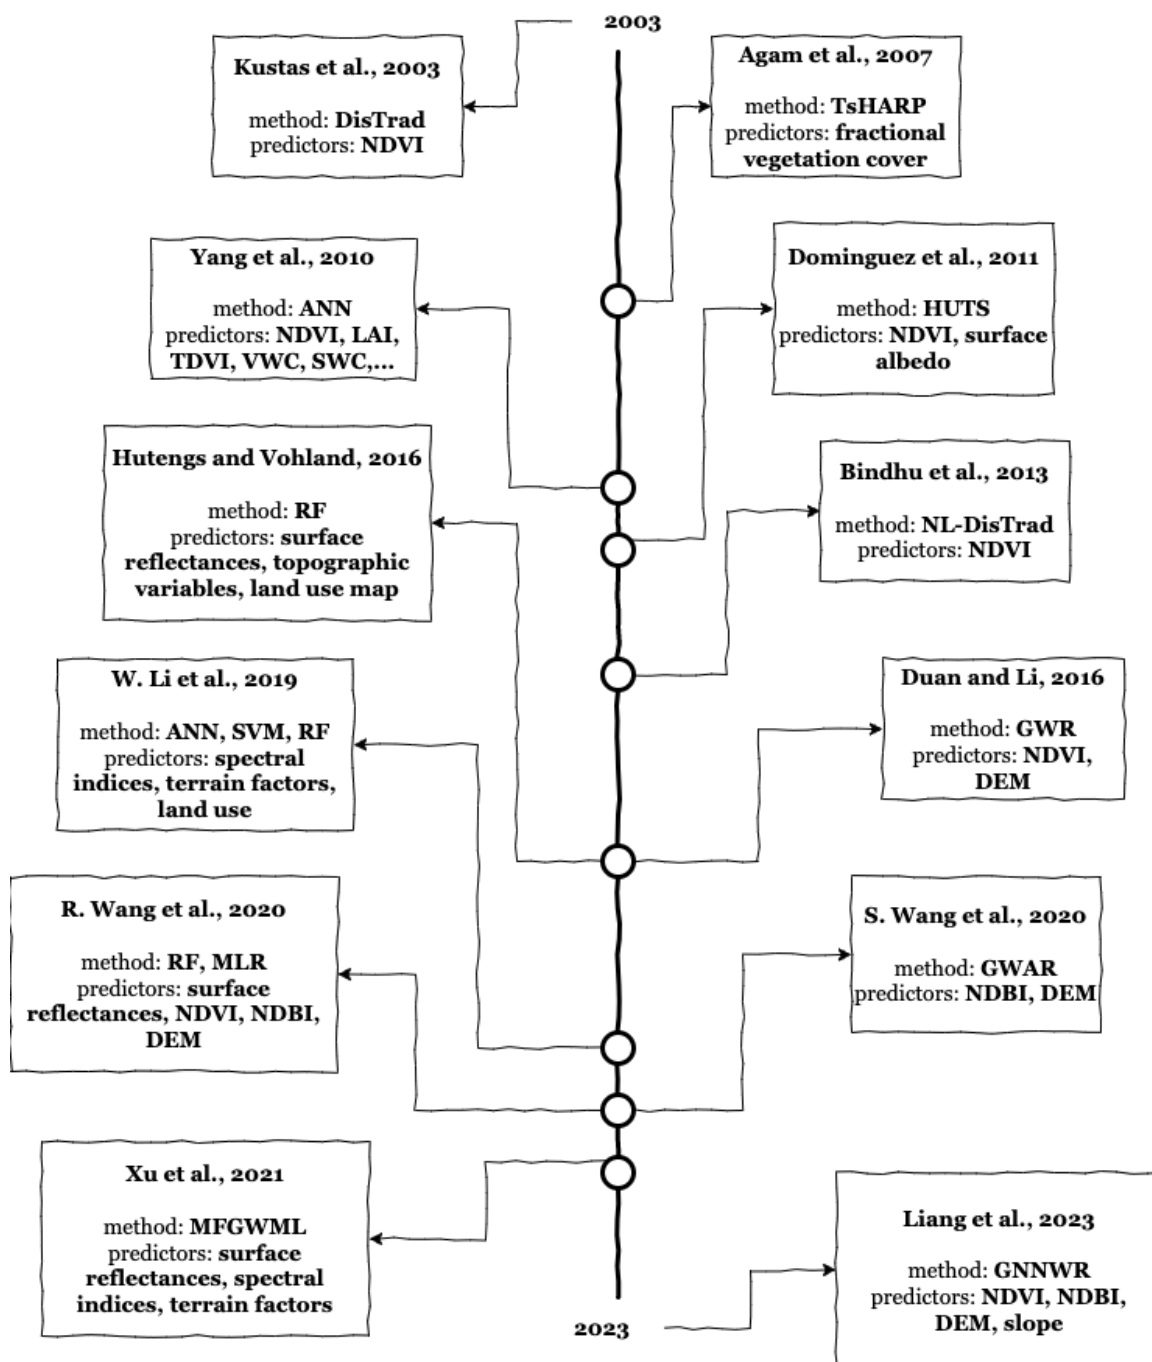 2003
Kustas et al., 2003
method: DisTrad
predictors: NDVI
Agam et al., 2007
method: TsHARP
predictors: fractional
vegetation cover
Yang et al., 2010
method: ANN
predictors: NDVI, LAI,
TDVI, VWC, SWC,...
Dominguez et al., 2011
method: HUTS
predictors: NDVI, surface
albedo
Hutengs and Vohland, 2016
method: RF
predictors: surface
reflectances, topographic
variables, land use map
Bindhu et al., 2013
method: NL-DisTrad
predictors: NDVI
W. Li et al., 2019
method: ANN, SVM, RF
predictors: spectral
indices, terrain factors,
land use
Duan and Li, 2016
method: GWR
predictors: NDVI,
DEM
R. Wang et al., 2020
method: RF, MLR
predictors: surface
reflectances, NDVI, NDBI,
DEM
S. Wang et al., 2020
method: GWAR
predictors: NDBI, DEM
Xu et al., 2021
method: MFGWML
predictors: surface
reflectances, spectral
indices, terrain factors
Liang et al., 2023
method: GNNWR
predictors: NDVI, NDBI,
DEM, slope
2023